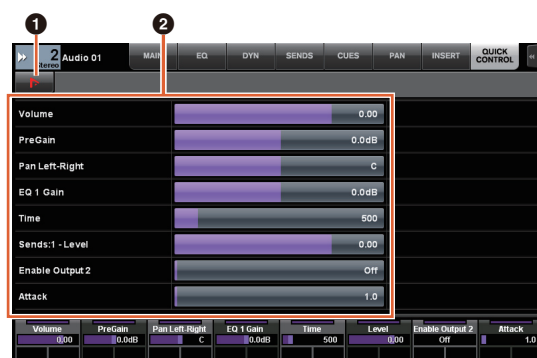 1 2
2 Stereo Audio 01 MAIN EQ DYN SENDS CUES PAN INSERT QUICK CONTROL
Volume 0.00
PreGain 0.0dB
Pan Left-Right C
EQ 1 Gain 0.0dB
Time 500
Sends:1 - Level 0.00
Enable Output 2 Off
Attack 1.0
Volume PreGain Pan Left-Right EQ 1 Gain Time Level Enable Output 2 Attack
0.00 0.0dB C 0.0dB 500 0.00 Off 1.0